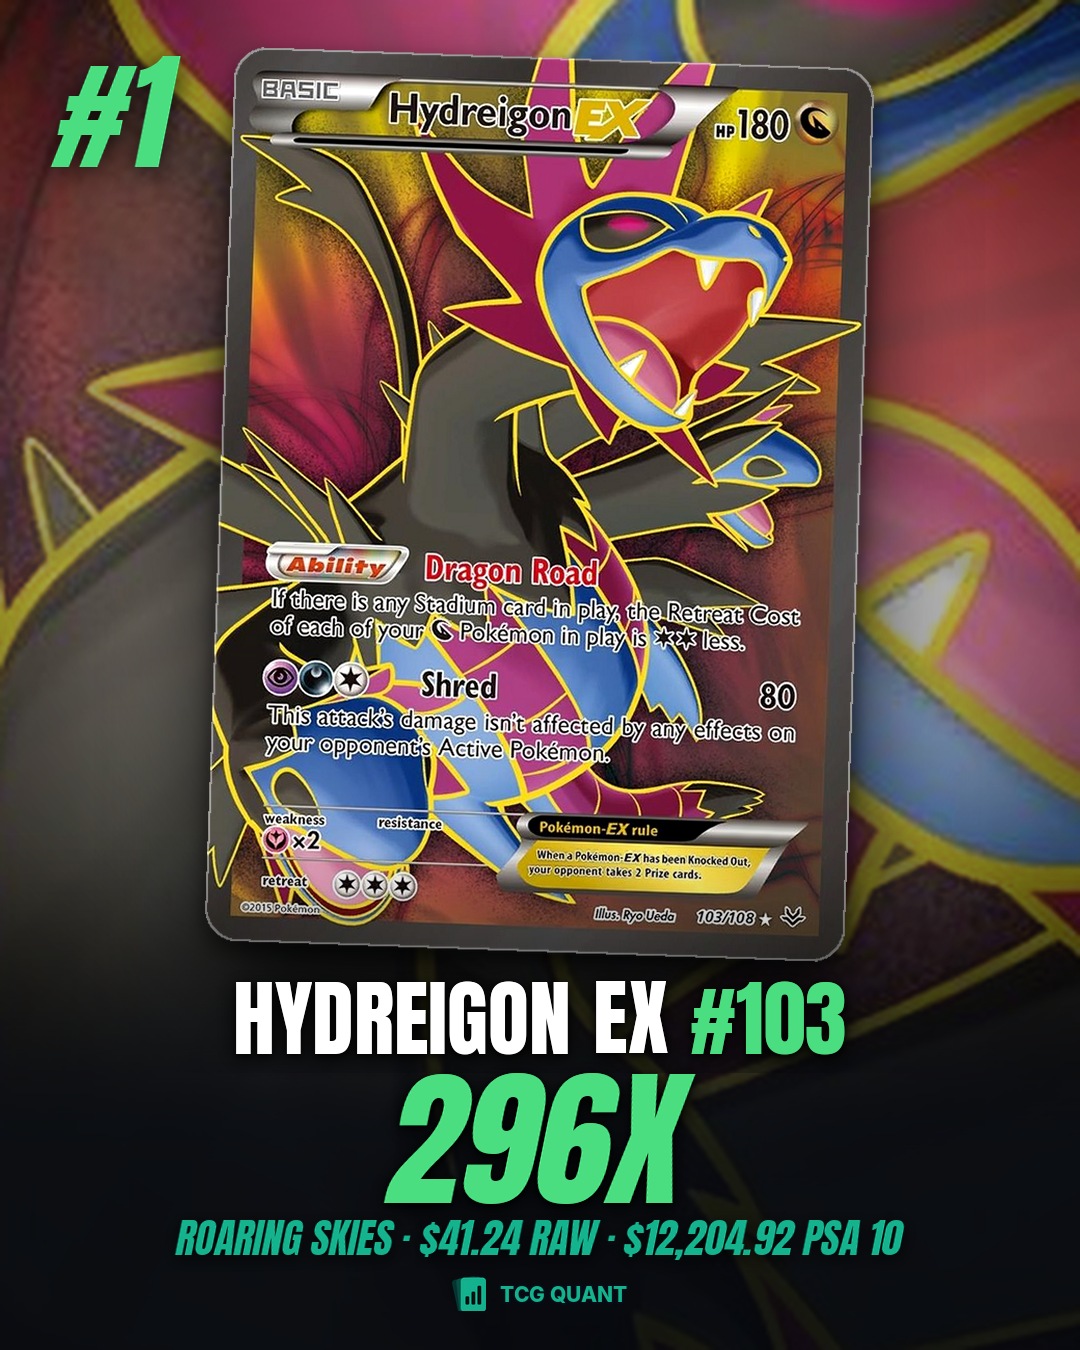 #1
BASIC
Hydreigon EX
HP 180
Ability Dragon Road
If there is any Stadium card in play, the Retreat Cost
of each of your Pokémon in play is less.
Shred 80
This attack's damage isn't affected by any effects on
your opponent's Active Pokémon.
weakness resistance
×2
Pokémon-EX rule
When a Pokémon-EX has been Knocked Out,
your opponent takes 2 Prize cards.
retreat
©2015 Pokémon
Illus. Ryo Ueda 103/108
HYDREIGON EX #103
296X
ROARING SKIES · $41.24 RAW · $12,204.92 PSA 10
TCG QUANT